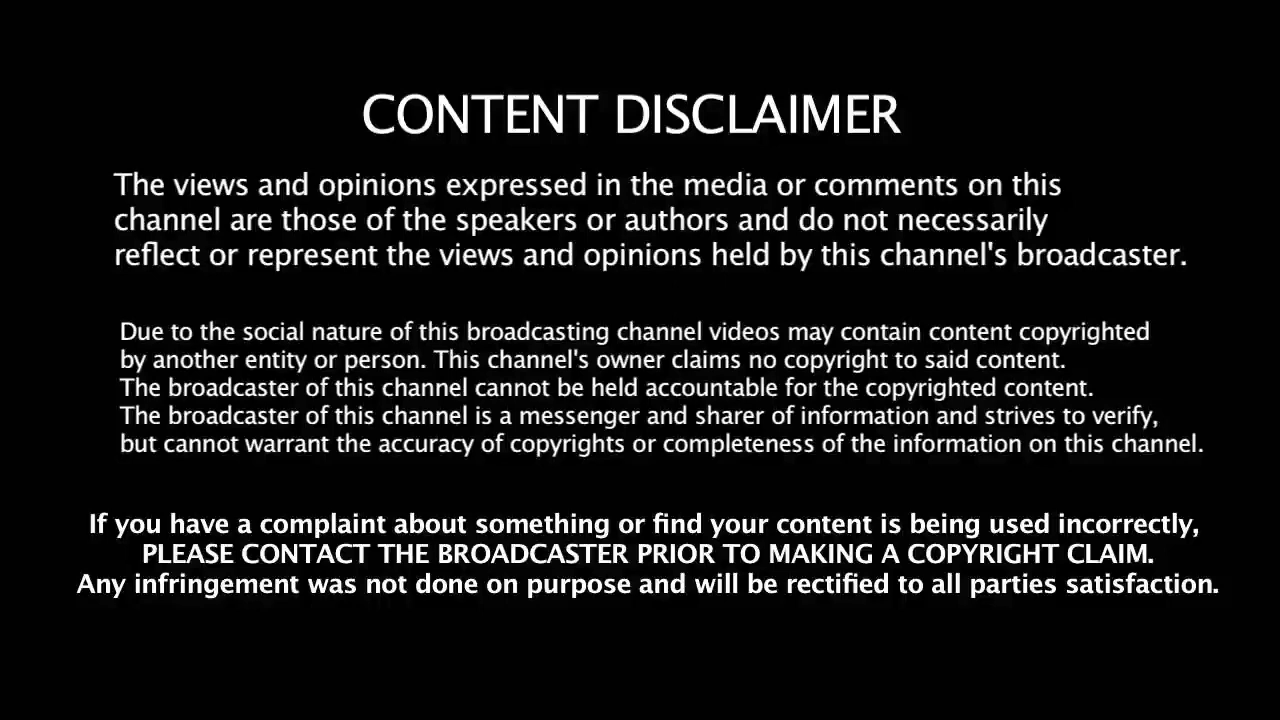 CONTENT DISCLAIMER
The views and opinions expressed in the media or comments on this
channel are those of the speakers or authors and do not necessarily
reflect or represent the views and opinions held by this channel's broadcaster.
Due to the social nature of this broadcasting channel videos may contain content copyrighted
by another entity or person. This channel's owner claims no copyright to said content.
The broadcaster of this channel cannot be held accountable for the copyrighted content.
The broadcaster of this channel is a messenger and sharer of information and strives to verify,
but cannot warrant the accuracy of copyrights or completeness of the information on this channel.
If you have a complaint about something or find your content is being used incorrectly,
PLEASE CONTACT THE BROADCASTER PRIOR TO MAKING A COPYRIGHT CLAIM.
Any infringement was not done on purpose and will be rectified to all parties satisfaction.